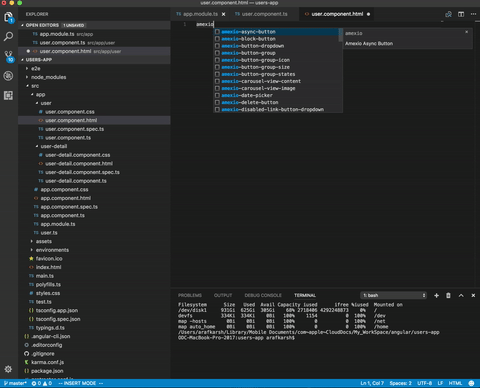 user.component.html — users-app
EXPLORER
OPEN EDITORS 1 UNSAVED
app.module.ts src/app
user.component.ts src/app/user
user.component.html src/app/user
USERS-APP
e2e
node_modules
src
app
user
user.component.css
user.component.html
user.component.spec.ts
user.component.ts
user-detail
user-detail.component.css
user-detail.component.html
user-detail.component.spec.ts
user-detail.component.ts
app.component.css
app.component.html
app.component.spec.ts
app.component.ts
app.module.ts
user.ts
assets
environments
favicon.ico
index.html
main.ts
polyfills.ts
styles.css
test.ts
tsconfig.app.json
tsconfig.spec.json
typings.d.ts
.angular-cli.json
.editorconfig
.gitignore
karma.conf.js
package.json
app.module.ts user.component.ts user.component.html
1 amexio
amexio-async-button
amexio-block-button
amexio-button-dropdown
amexio-button-group
amexio-button-group-icon
amexio-button-group-size
amexio-button-group-states
amexio-carousel-view-content
amexio-carousel-view-image
amexio-date-picker
amexio-delete-button
amexio-disabled-link-button-dropdown
amexio
Amexio Async Button
PROBLEMS OUTPUT DEBUG CONSOLE TERMINAL 1: bash
Filesystem Size Used Avail Capacity iused ifree %iused Mounted on
/dev/disk1 931Gi 625Gi 305Gi 68% 2718406 4292248873 0% /
devfs 334Ki 334Ki 0Bi 100% 1154 0 100% /dev
map -hosts 0Bi 0Bi 0Bi 100% 0 0 100% /net
map auto_home 0Bi 0Bi 0Bi 100% 0 0 100% /home
/Users/arafkarsh/Library/Mobile Documents/com~apple~CloudDocs/My_WorkSpace/angular/users-app
ODC-MacBook-Pro-2017:users-app arafkarsh$
master* 0 0 -- INSERT MODE -- Ln 1, Col 7 Spaces: 2 UTF-8 LF HTML